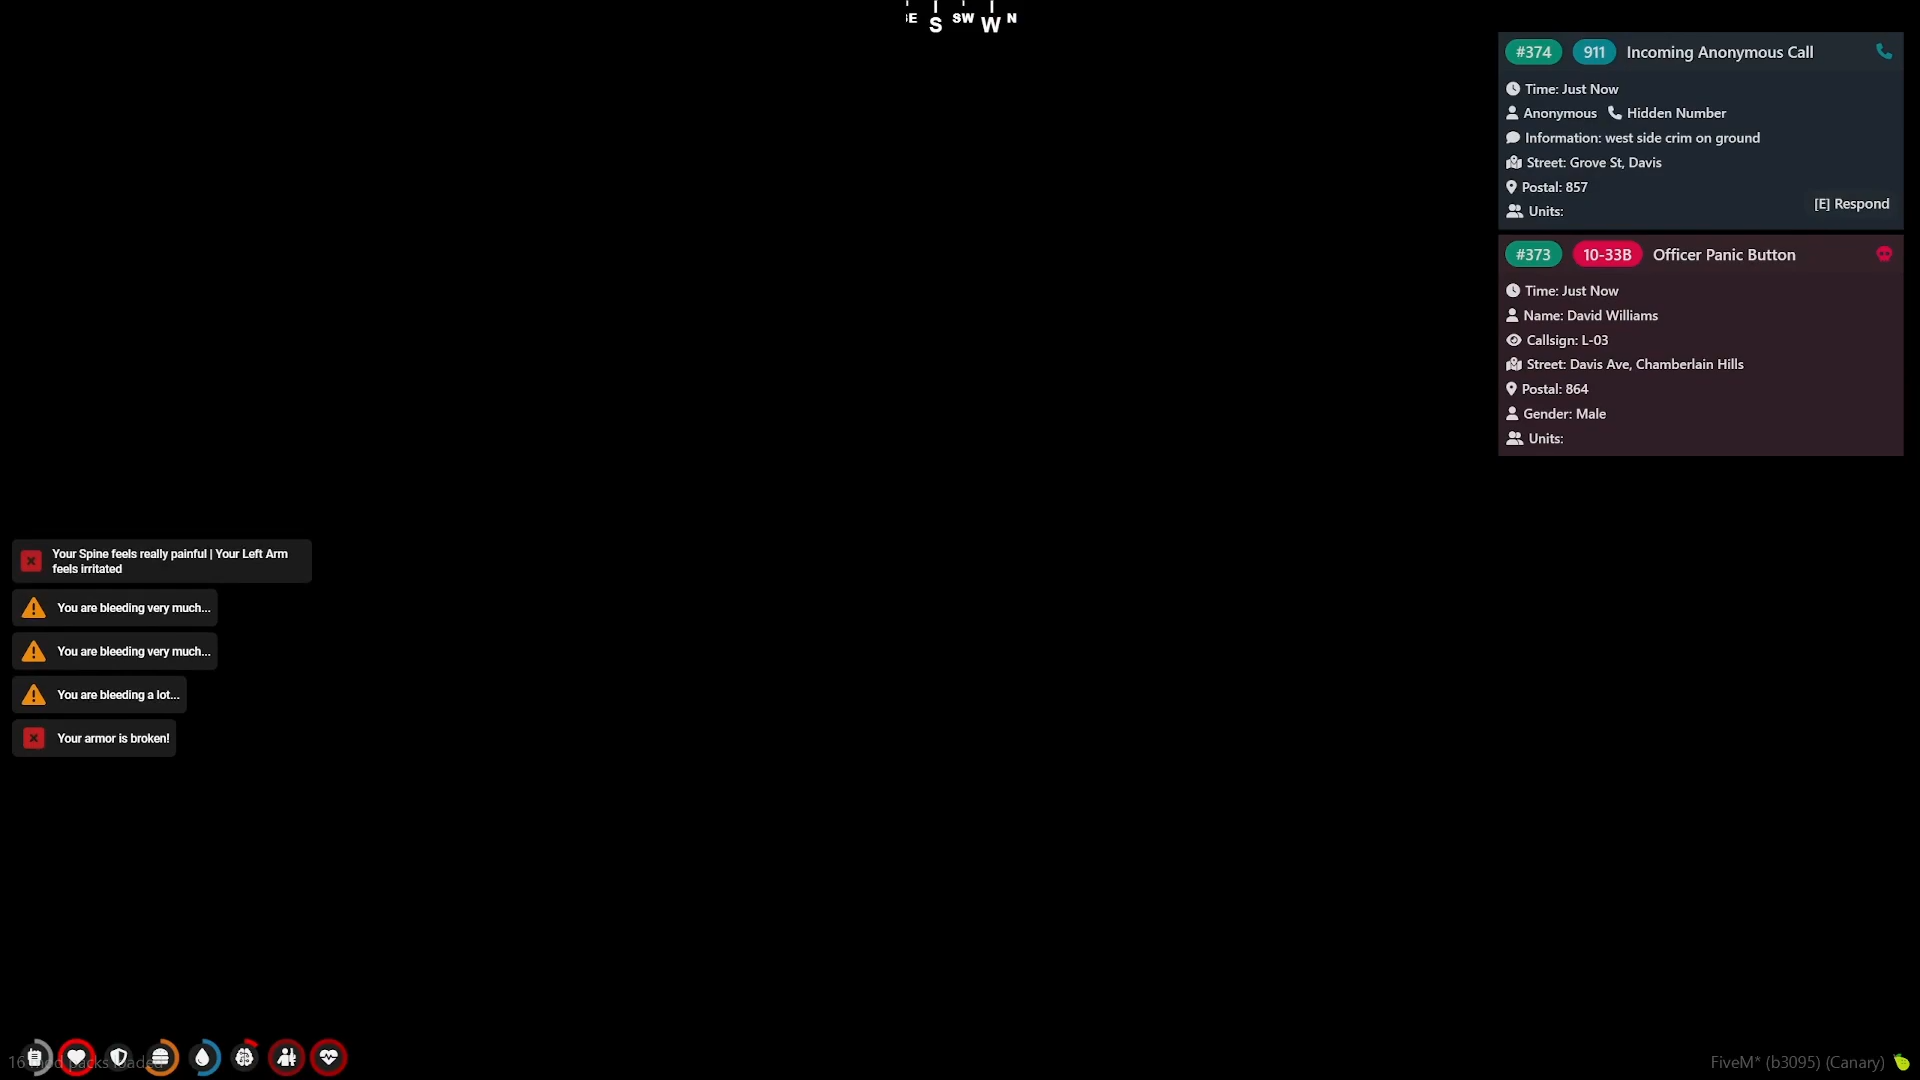 S SW W N
#374 911 Incoming Anonymous Call
Time: Just Now
Anonymous Hidden Number
Information: west side crim on ground
Street: Grove St, Davis
Postal: 857
Units:
[E] Respond
#373 10-33B Officer Panic Button
Time: Just Now
Name: David Williams
Callsign: L-03
Street: Davis Ave, Chamberlain Hills
Postal: 864
Gender: Male
Units:
Your Spine feels really painful | Your Left Arm
feels irritated
You are bleeding very much...
You are bleeding very much...
You are bleeding a lot...
Your armor is broken!
packs loaded
FiveM* (b3095) (Canary)